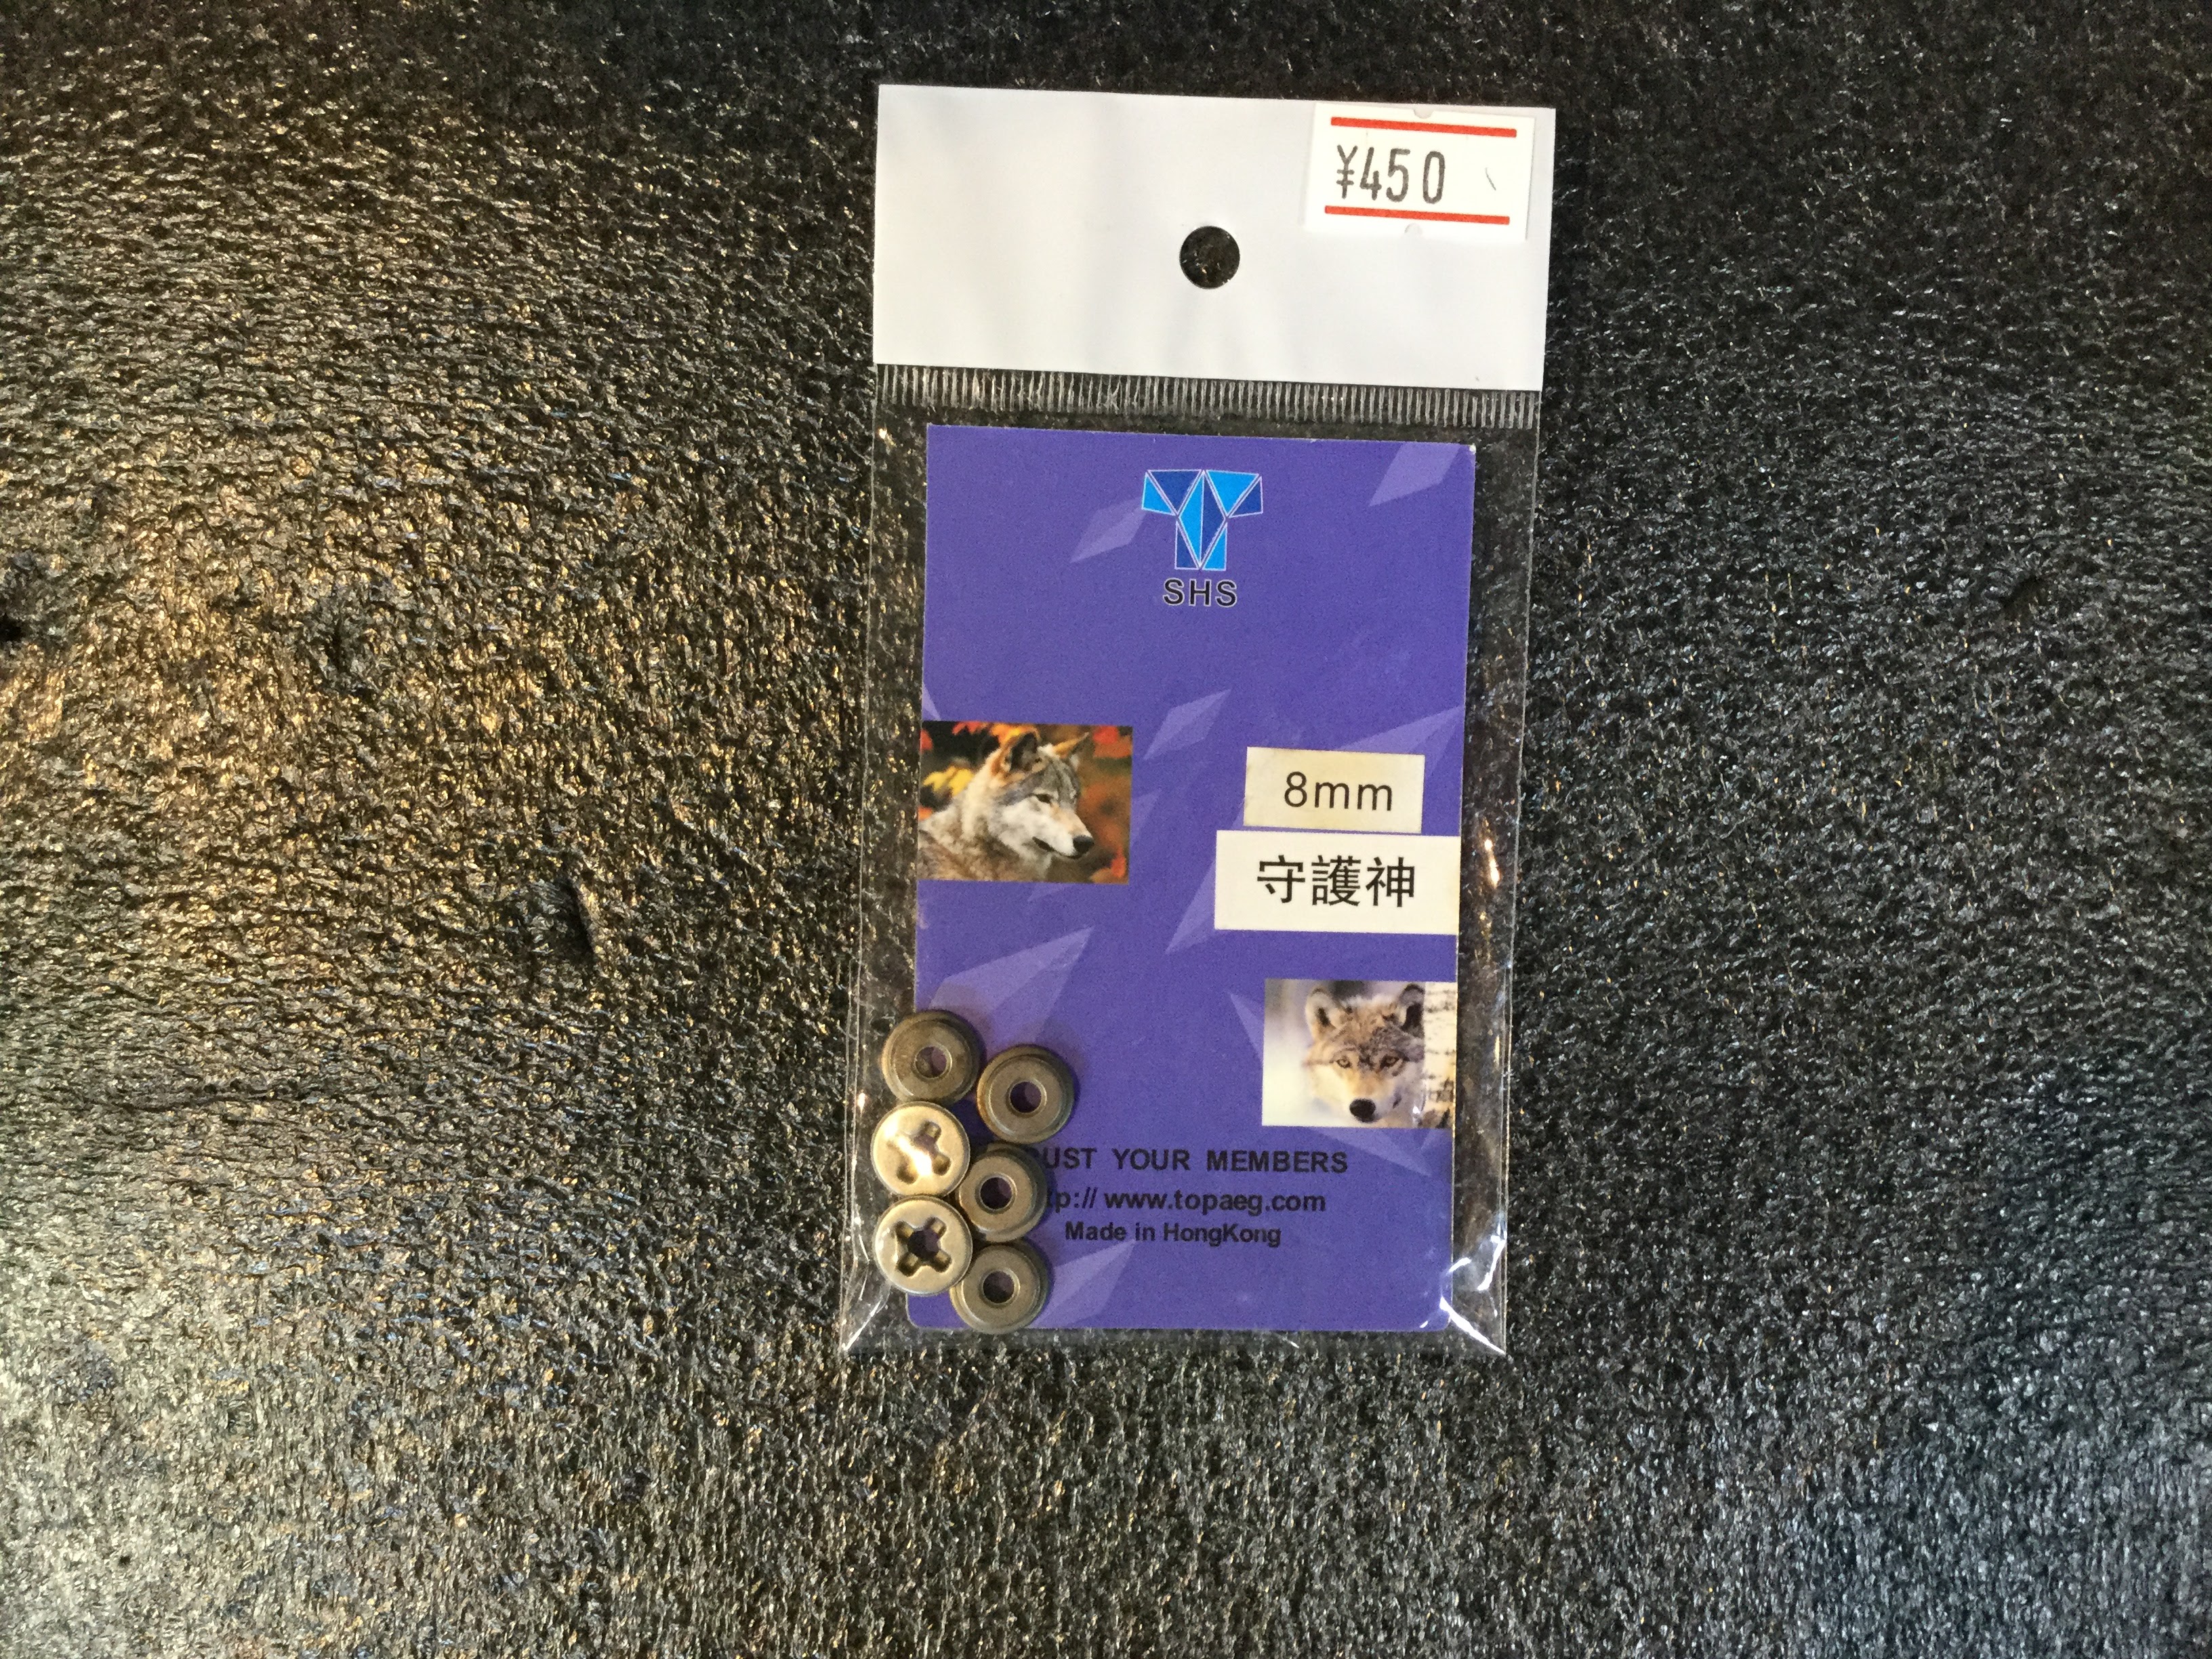 ¥450
SHS
8mm
守護神
YOUR MEMBERS
www.topaeg.com
Made in HongKong